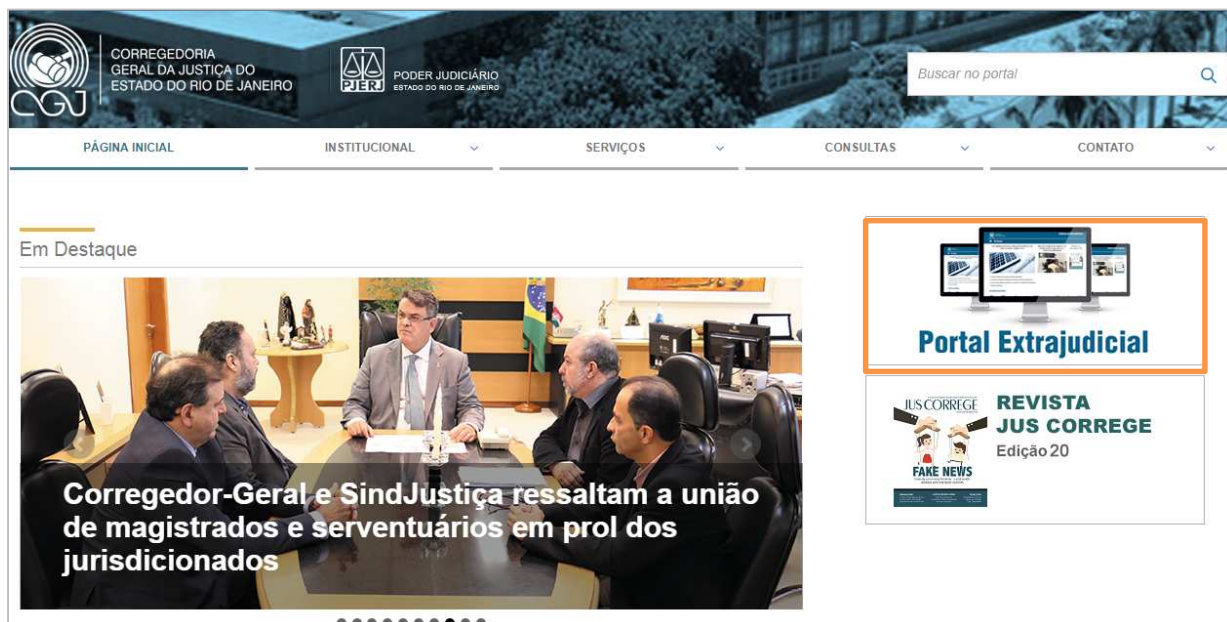 CORREGEDORIA
GERAL DA JUSTIÇA DO
ESTADO DO RIO DE JANEIRO
CGJ
PJERJ
PODER JUDICIÁRIO
ESTADO DO RIO DE JANEIRO
Buscar no portal
PÁGINA INICIAL
INSTITUCIONAL
SERVIÇOS
CONSULTAS
CONTATO
Em Destaque
Corregedor-Geral e SindJustiça ressaltam a união
de magistrados e serventuários em prol dos
jurisdicionados
Portal Extrajudicial
JUS CORREGE
FAKE NEWS
REVISTA
JUS CORREGE
Edição 20